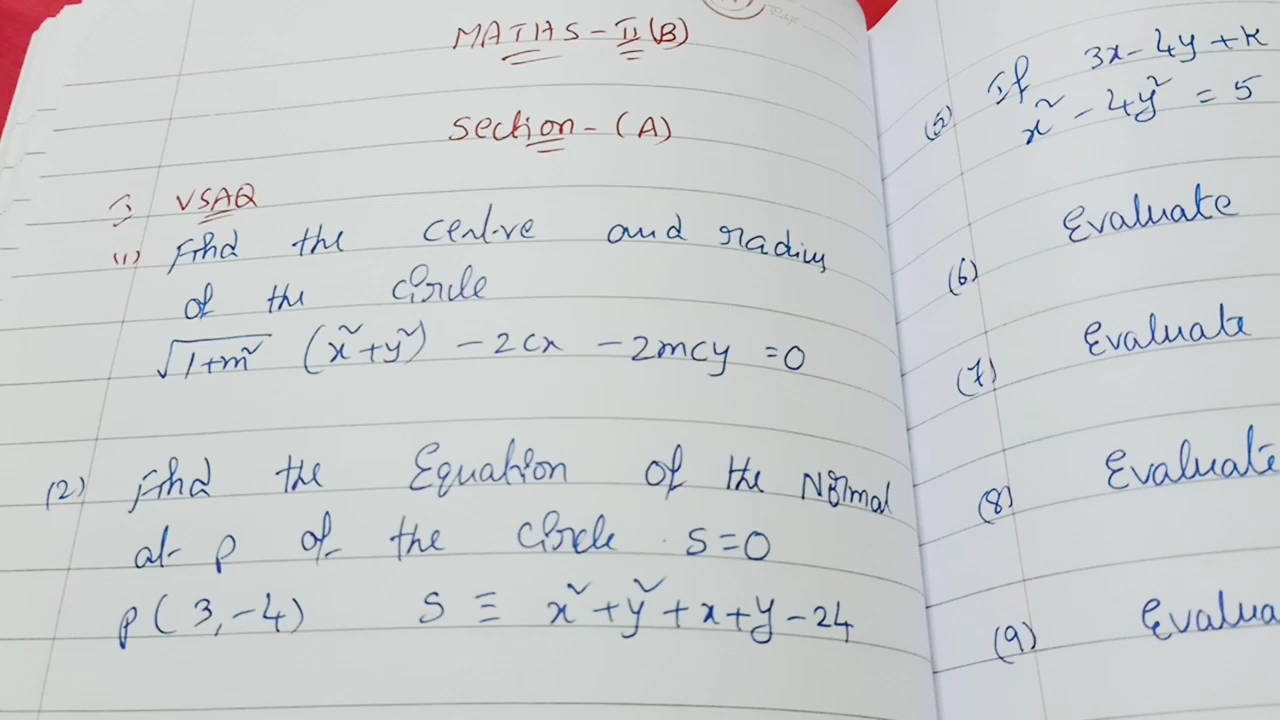 MATHS - II (B)
Section - (A)
I. VSAQ
(1) Find the centre and radius
of the circle
√1+m² (x²+y²) - 2cx - 2mcy = 0
(2) Find the Equation of the Normal
at P of the circle S=0
P(3,-4) S ≡ x²+y²+x+y-24
(5) If 3x-4y+k
x²-4y² = 5
(6) Evaluate
(7) Evaluate
(8) Evaluate
(9) Evalua